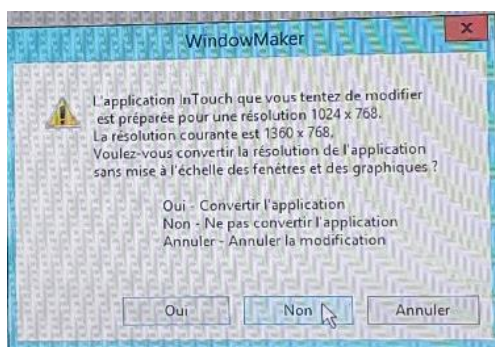 WindowMaker
x
L'application InTouch que vous tentez de modifier
est préparée pour une résolution 1024 x 768.
La résolution courante est 1360 x 768.
Voulez-vous convertir la résolution de l'application
sans mise à l'échelle des fenêtres et des graphiques ?
Oui - Convertir l'application
Non - Ne pas convertir l'application
Annuler - Annuler la modification
Oui Non Annuler